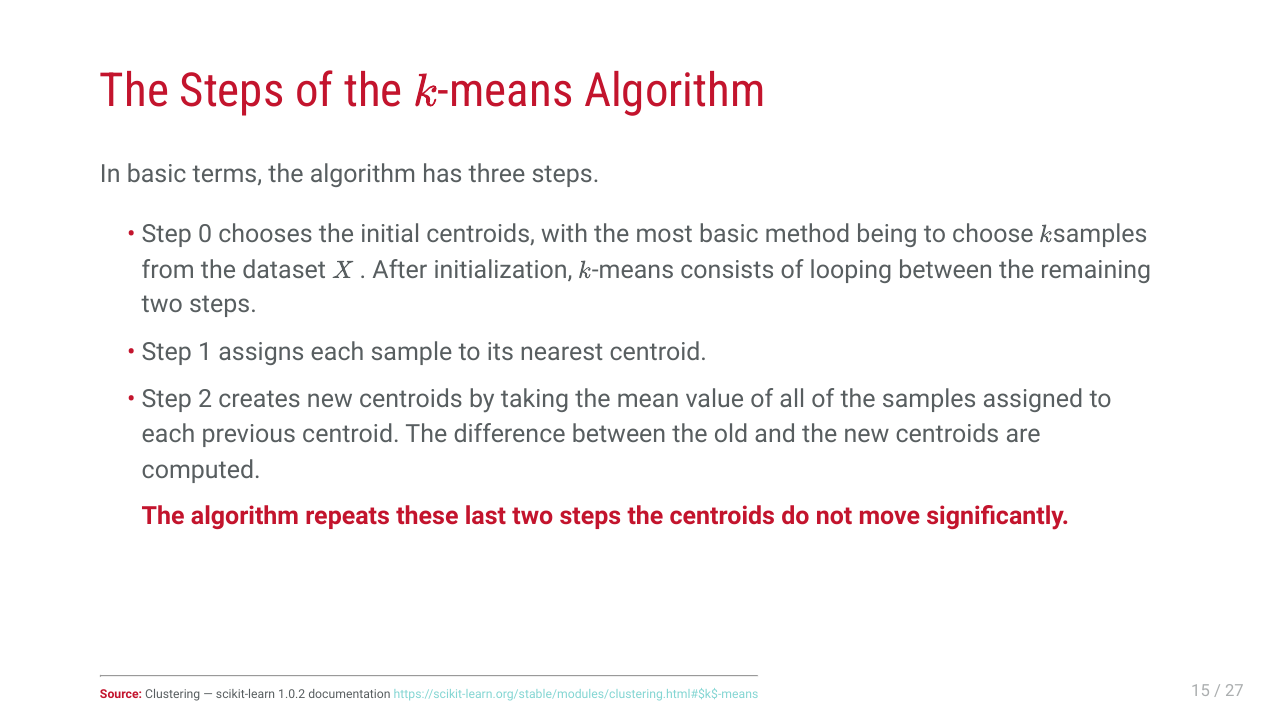 The Steps of the k-means Algorithm
In basic terms, the algorithm has three steps.
• Step 0 chooses the initial centroids, with the most basic method being to choose ksamples
from the dataset X . After initialization, k-means consists of looping between the remaining
two steps.
• Step 1 assigns each sample to its nearest centroid.
• Step 2 creates new centroids by taking the mean value of all of the samples assigned to
each previous centroid. The difference between the old and the new centroids are
computed.
The algorithm repeats these last two steps the centroids do not move significantly.
Source: Clustering — scikit-learn 1.0.2 documentation https://scikit-learn.org/stable/modules/clustering.html#$k$-means
15 / 27